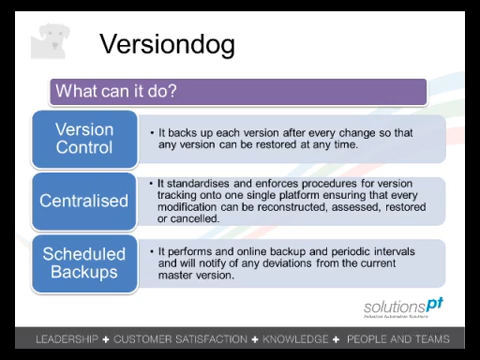 Versiondog
What can it do?
Version
Control
• It backs up each version after every change so that
any version can be restored at any time.
Centralised
• It standardises and enforces procedures for version
tracking onto one single platform ensuring that every
modification can be reconstructed, assessed, restored
or cancelled.
Scheduled
Backups
• It performs and online backup and periodic intervals
and will notify of any deviations from the current
master version.
solutionspt
Industrial Automation Solutions
LEADERSHIP + CUSTOMER SATISFACTION + KNOWLEDGE + PEOPLE AND TEAMS